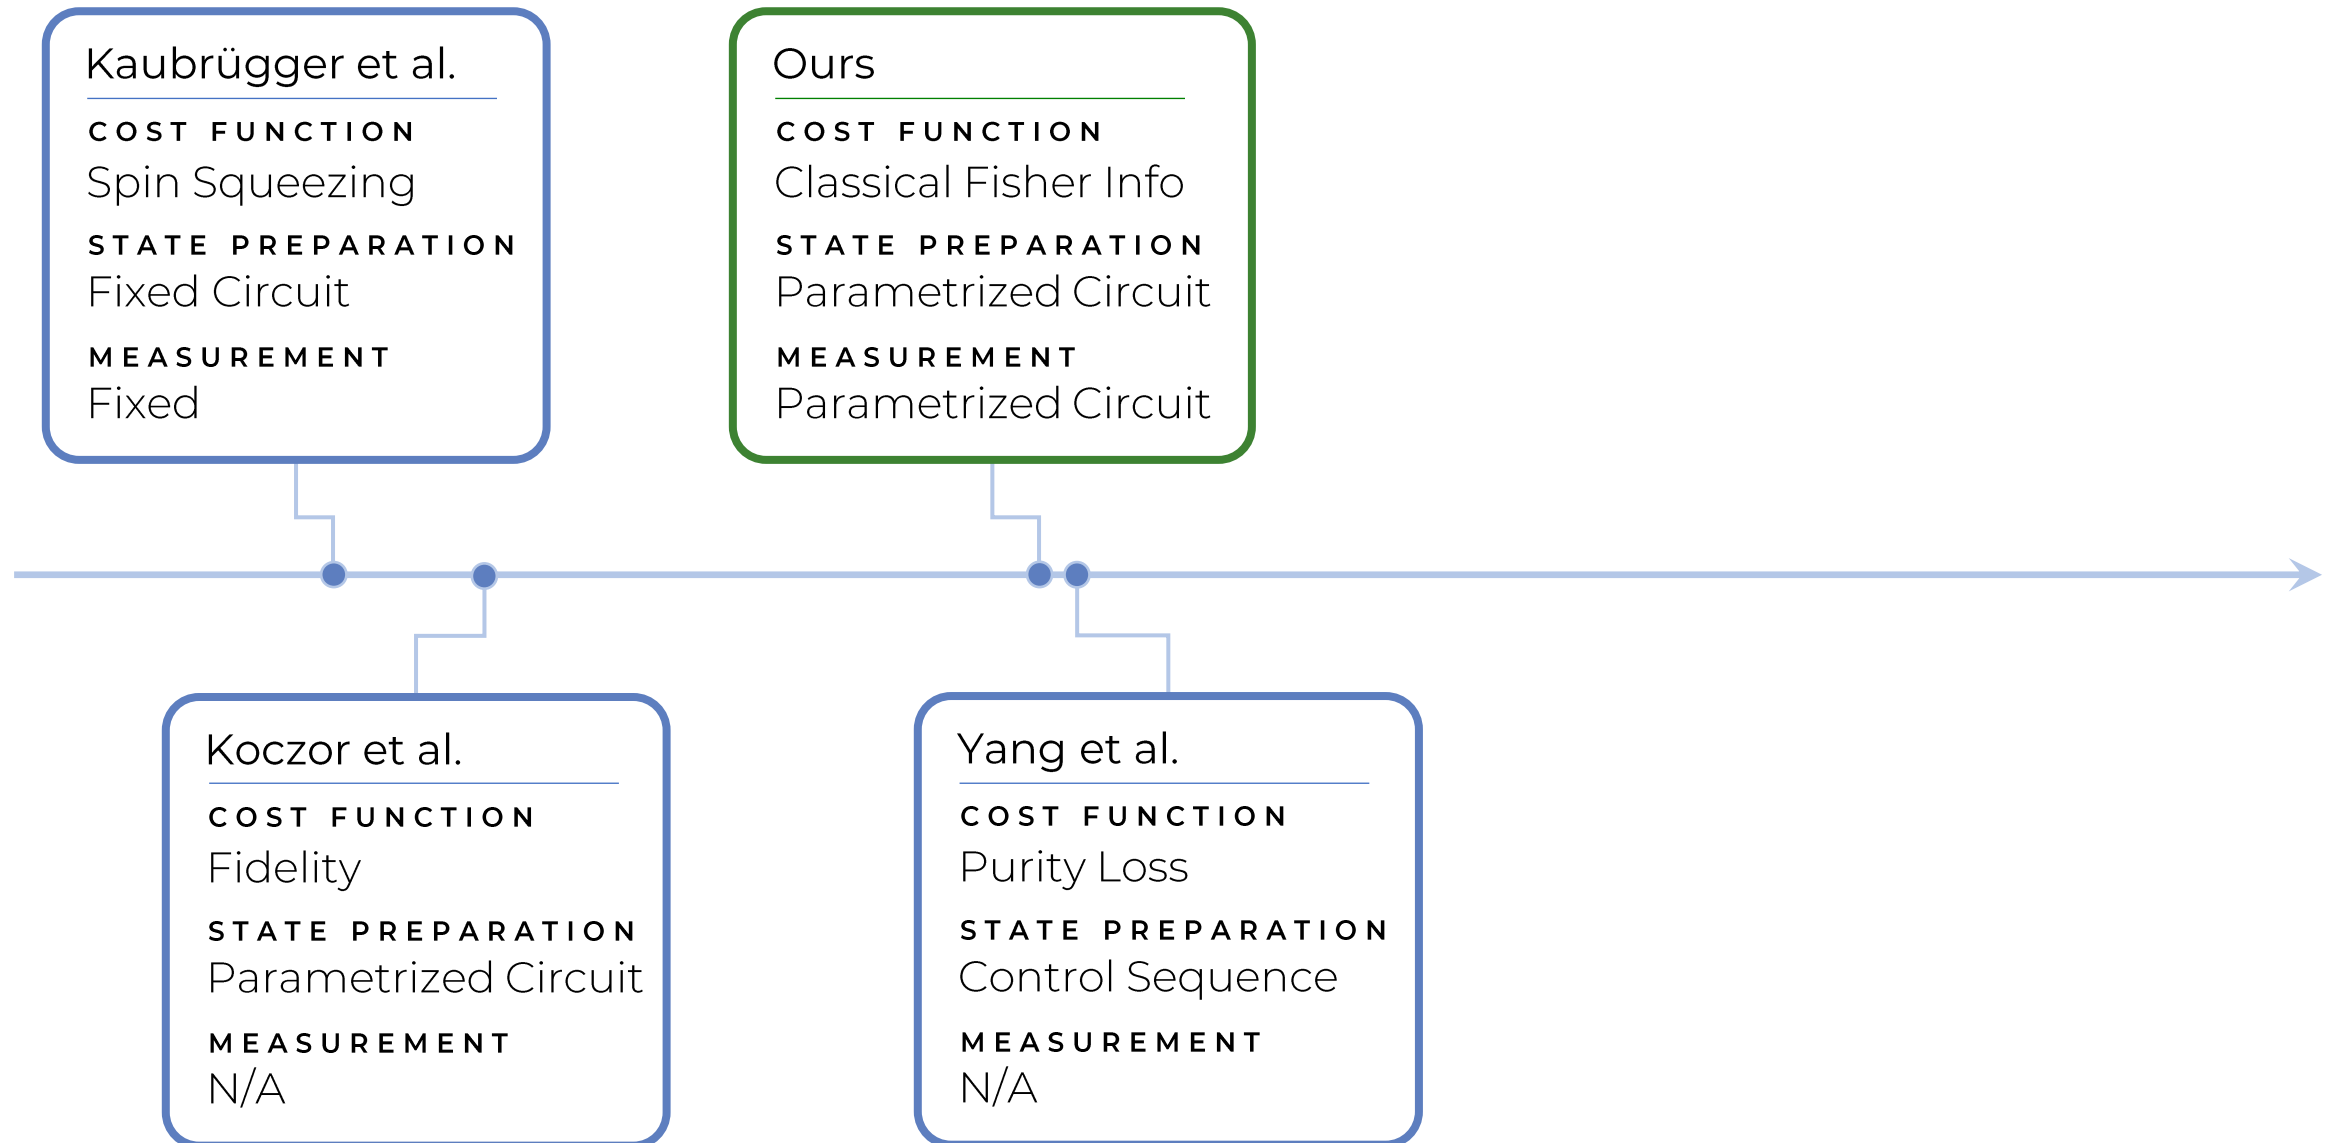 Kaubrügger et al.
COST FUNCTION
Spin Squeezing
STATE PREPARATION
Fixed Circuit
MEASUREMENT
Fixed
Ours
COST FUNCTION
Classical Fisher Info
STATE PREPARATION
Parametrized Circuit
MEASUREMENT
Parametrized Circuit
Koczor et al.
COST FUNCTION
Fidelity
STATE PREPARATION
Parametrized Circuit
MEASUREMENT
N/A
Yang et al.
COST FUNCTION
Purity Loss
STATE PREPARATION
Control Sequence
MEASUREMENT
N/A